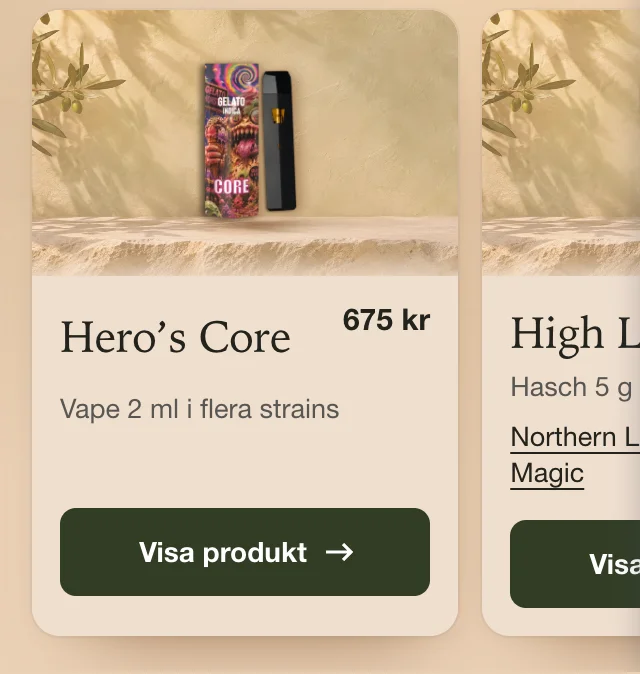 GELATO
INDICA
CORE
Hero’s Core
675 kr
Vape 2 ml i flera strains
Visa produkt →
High L
Hasch 5 g
Northern L
Magic
Visa